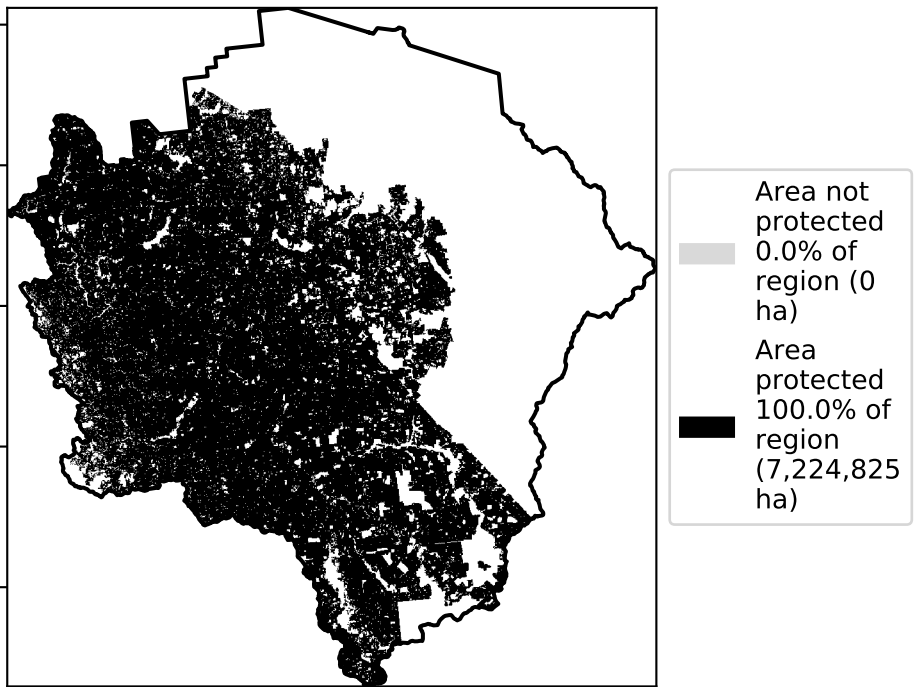 Area not
protected
0.0% of
region (0
ha)
Area
protected
100.0% of
region
(7,224,825
ha)